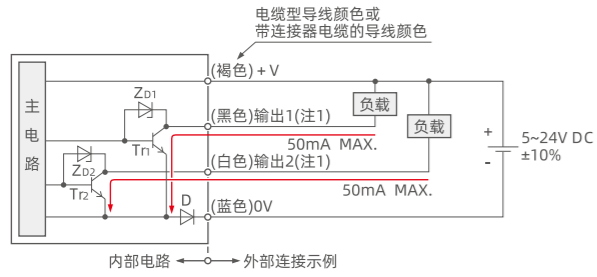 电缆型导线颜色或
带连接器电缆的导线颜色
(褐色)+V
主电路
ZD1
(黑色)输出1(注1)
负载
Tr1
50mA MAX.
负载
5~24V DC
±10%
+
-
ZD2
(白色)输出2(注1)
Tr2
50mA MAX.
D
(蓝色)0V
内部电路
外部连接示例